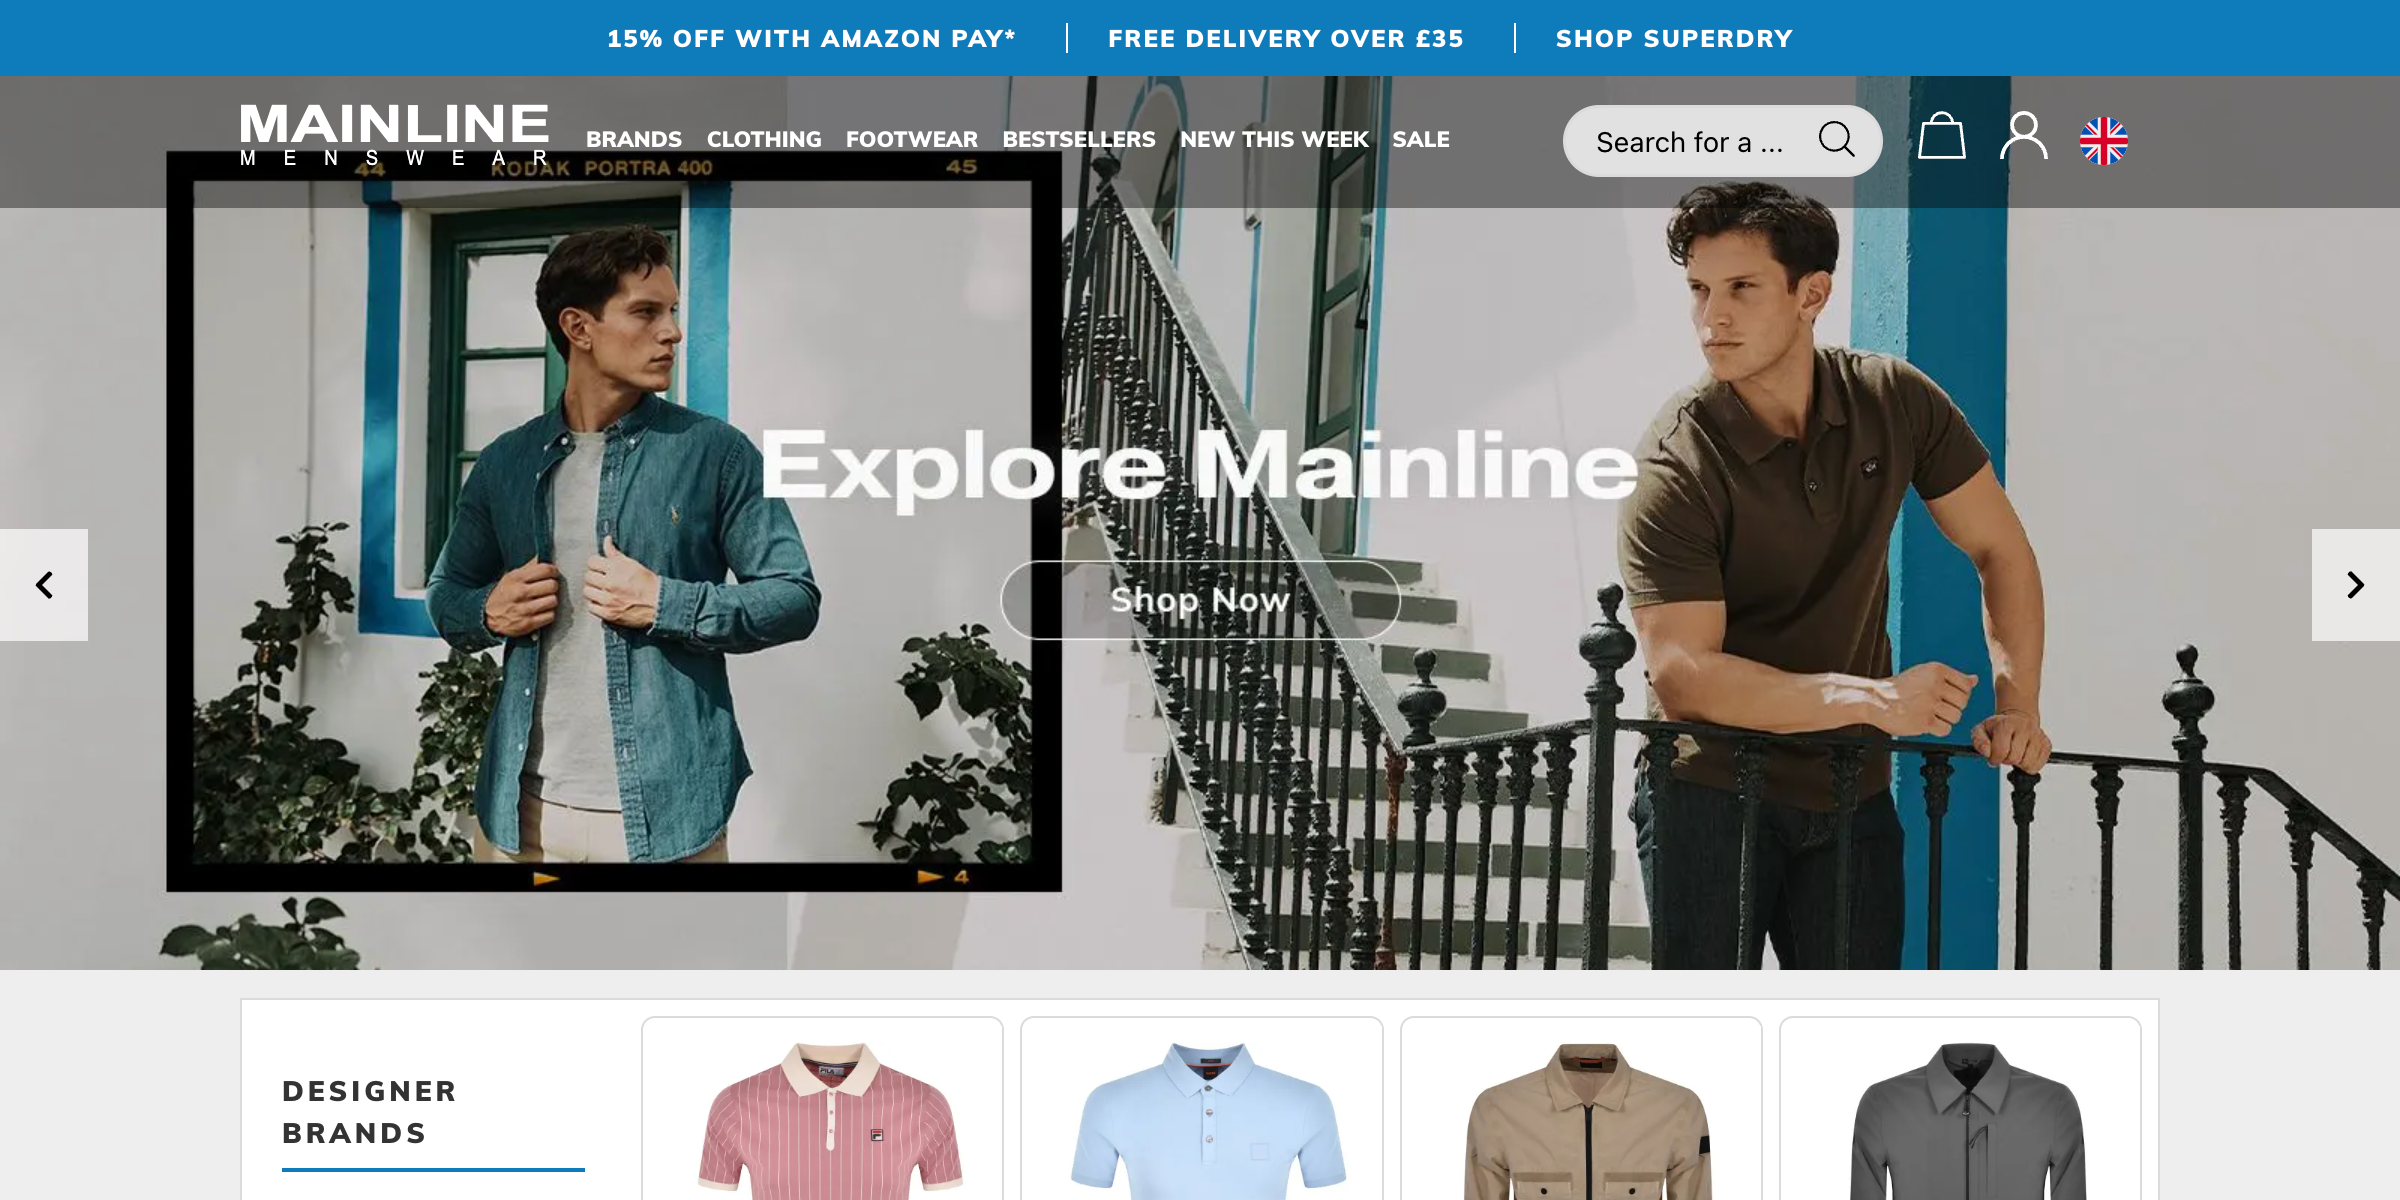 15% OFF WITH AMAZON PAY*
FREE DELIVERY OVER £35
SHOP SUPERDRY
MAINLINE
MENSWEAR
BRANDS
CLOTHING
FOOTWEAR
BESTSELLERS
NEW THIS WEEK
SALE
Search for a ...
44
KODAK PORTRA 400
45
Explore Mainline
Shop Now
4
DESIGNER
BRANDS
FILA